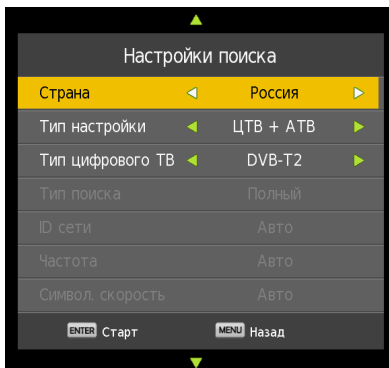 Настройки поиска
Страна Россия
Тип настройки ЦТВ + АТВ
Тип цифрового ТВ DVB-T2
Тип поиска Полный
ID сети Авто
Частота Авто
Символ. скорость Авто
ENTER Старт MENU Назад